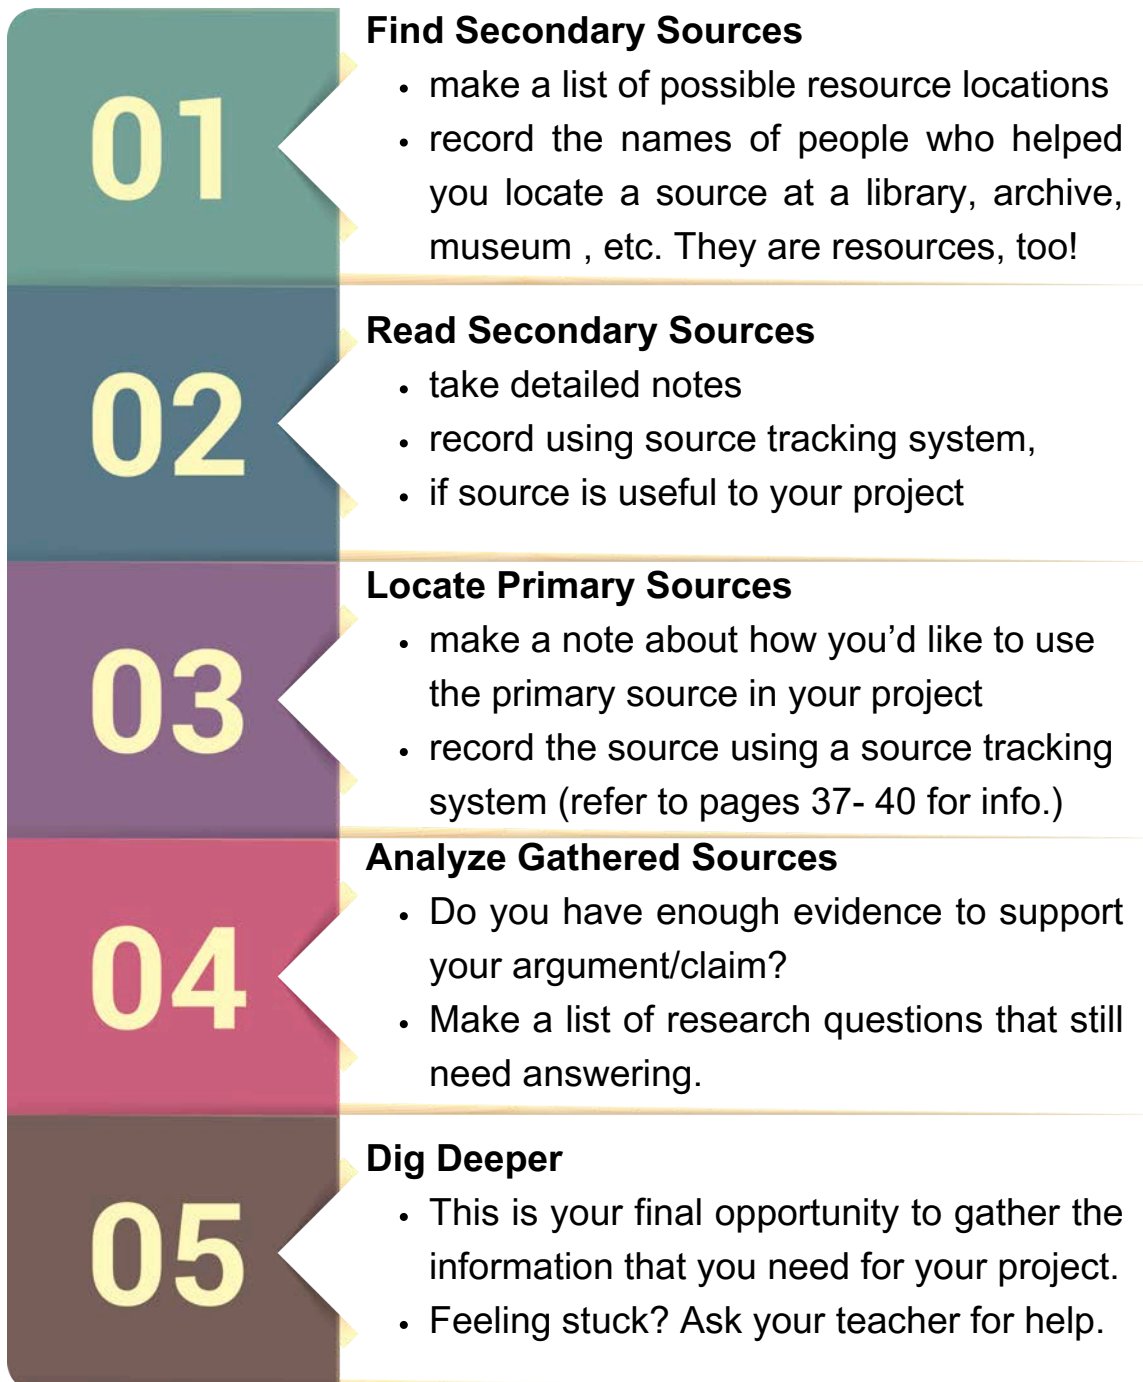 01
Find Secondary Sources
• make a list of possible resource locations
• record the names of people who helped
you locate a source at a library, archive,
museum , etc. They are resources, too!
02
Read Secondary Sources
• take detailed notes
• record using source tracking system,
• if source is useful to your project
03
Locate Primary Sources
• make a note about how you’d like to use
the primary source in your project
• record the source using a source tracking
system (refer to pages 37- 40 for info.)
04
Analyze Gathered Sources
• Do you have enough evidence to support
your argument/claim?
• Make a list of research questions that still
need answering.
05
Dig Deeper
• This is your final opportunity to gather the
information that you need for your project.
• Feeling stuck? Ask your teacher for help.